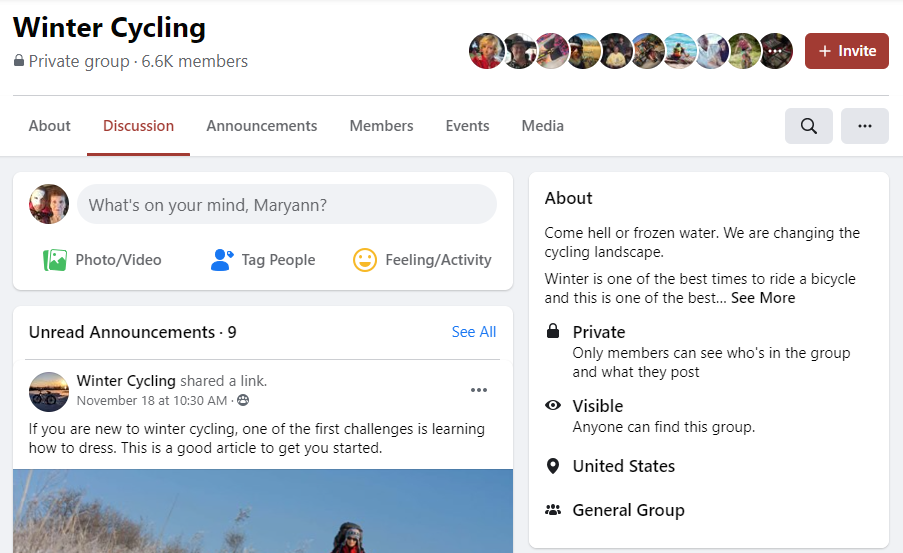 Winter Cycling
Private group · 6.6K members
+ Invite
About
Discussion
Announcements
Members
Events
Media
What's on your mind, Maryann?
Photo/Video
Tag People
Feeling/Activity
Unread Announcements · 9
See All
Winter Cycling shared a link.
November 18 at 10:30 AM ·
If you are new to winter cycling, one of the first challenges is learning
how to dress. This is a good article to get you started.
About
Come hell or frozen water. We are changing the
cycling landscape.
Winter is one of the best times to ride a bicycle
and this is one of the best... See More
Private
Only members can see who's in the group
and what they post
Visible
Anyone can find this group.
United States
General Group